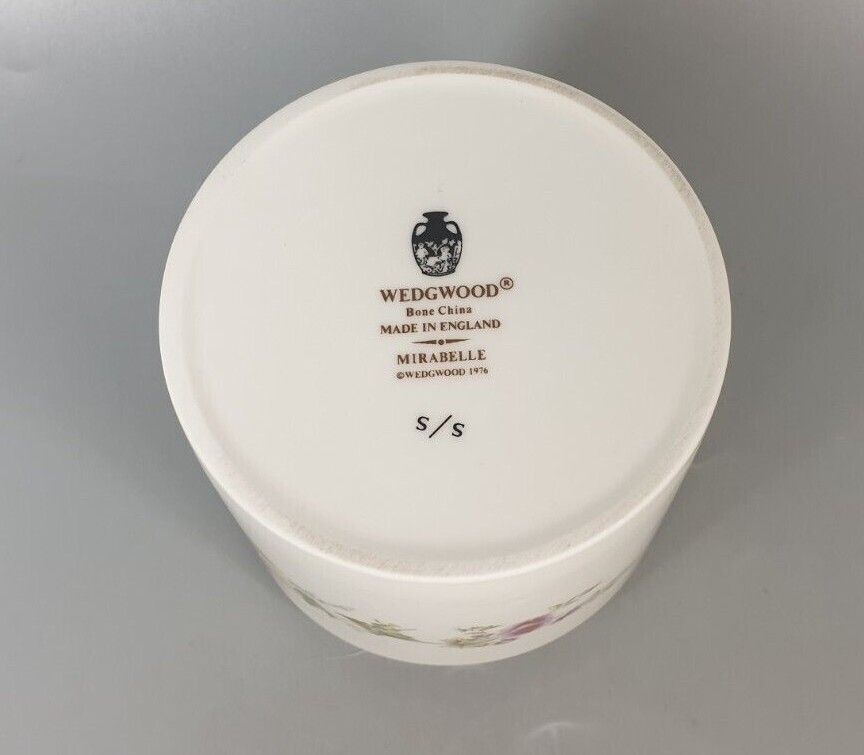 WEDGWOOD®
Bone China
MADE IN ENGLAND
MIRABELLE
©WEDGWOOD 1976
S/S